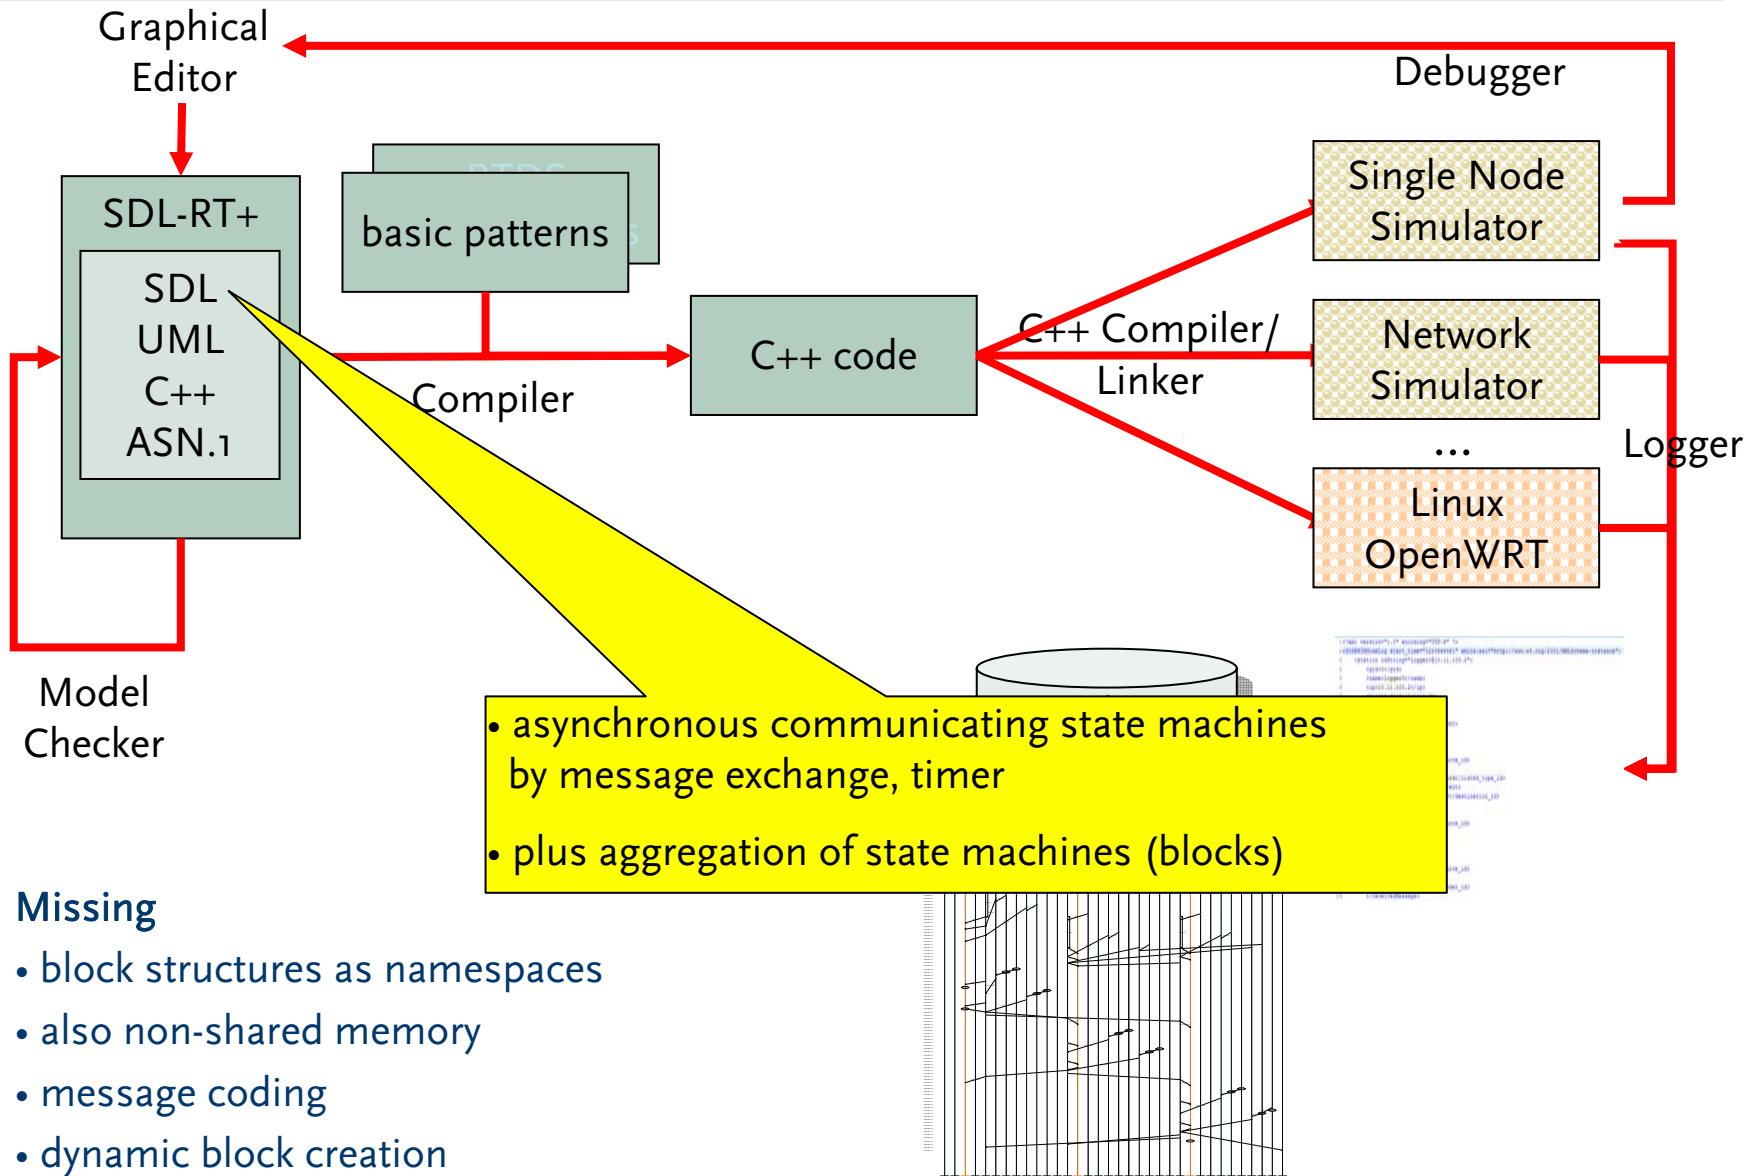 Graphical
Editor
Debugger
RTDS
basic patterns
SDL-RT+
SDL
UML
C++
ASN.1
Compiler
C++ code
C++ Compiler/
Linker
Single Node
Simulator
Network
Simulator
...
Logger
Linux
OpenWRT
Model
Checker
• asynchronous communicating state machines
by message exchange, timer
• plus aggregation of state machines (blocks)
Missing
• block structures as namespaces
• also non-shared memory
• message coding
• dynamic block creation